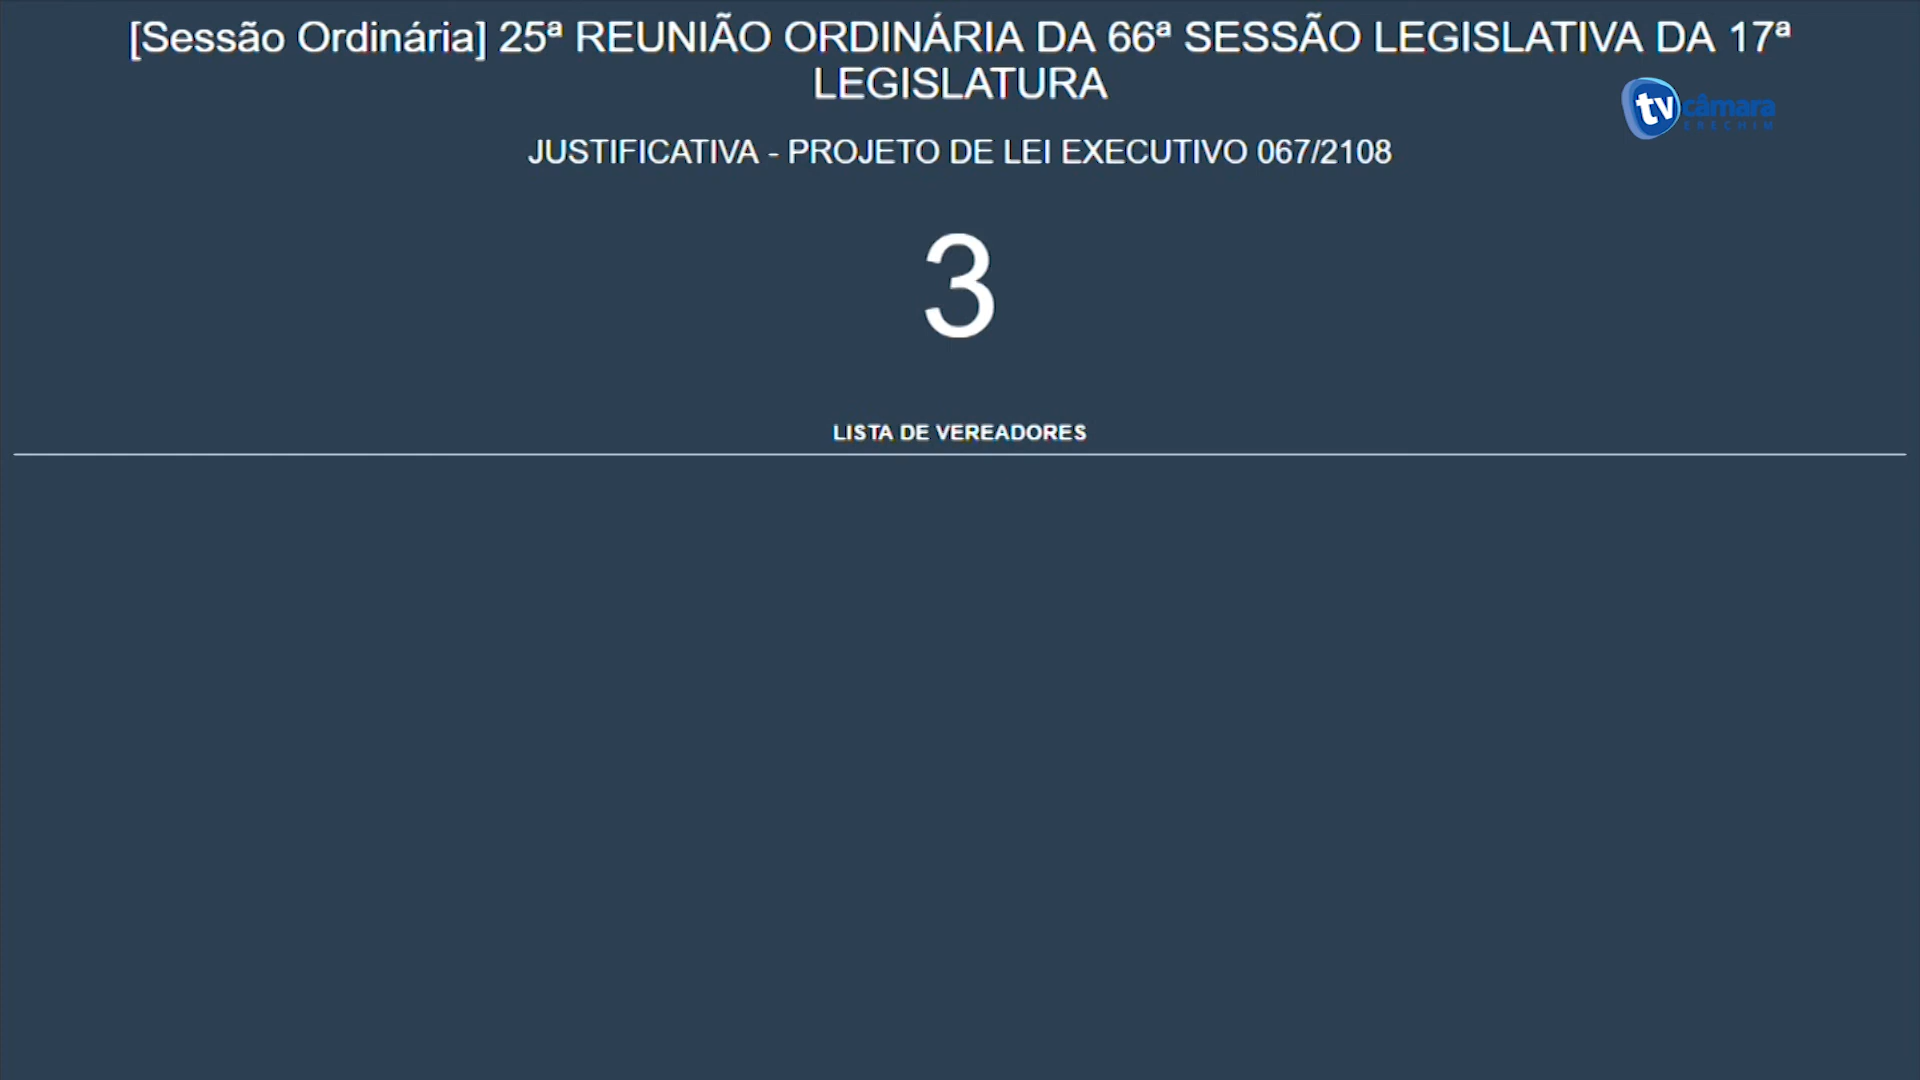 [Sessão Ordinária] 25ª REUNIÃO ORDINÁRIA DA 66ª SESSÃO LEGISLATIVA DA 17ª
LEGISLATURA
tv câmara
ERECHIM
JUSTIFICATIVA - PROJETO DE LEI EXECUTIVO 067/2108
3
LISTA DE VEREADORES